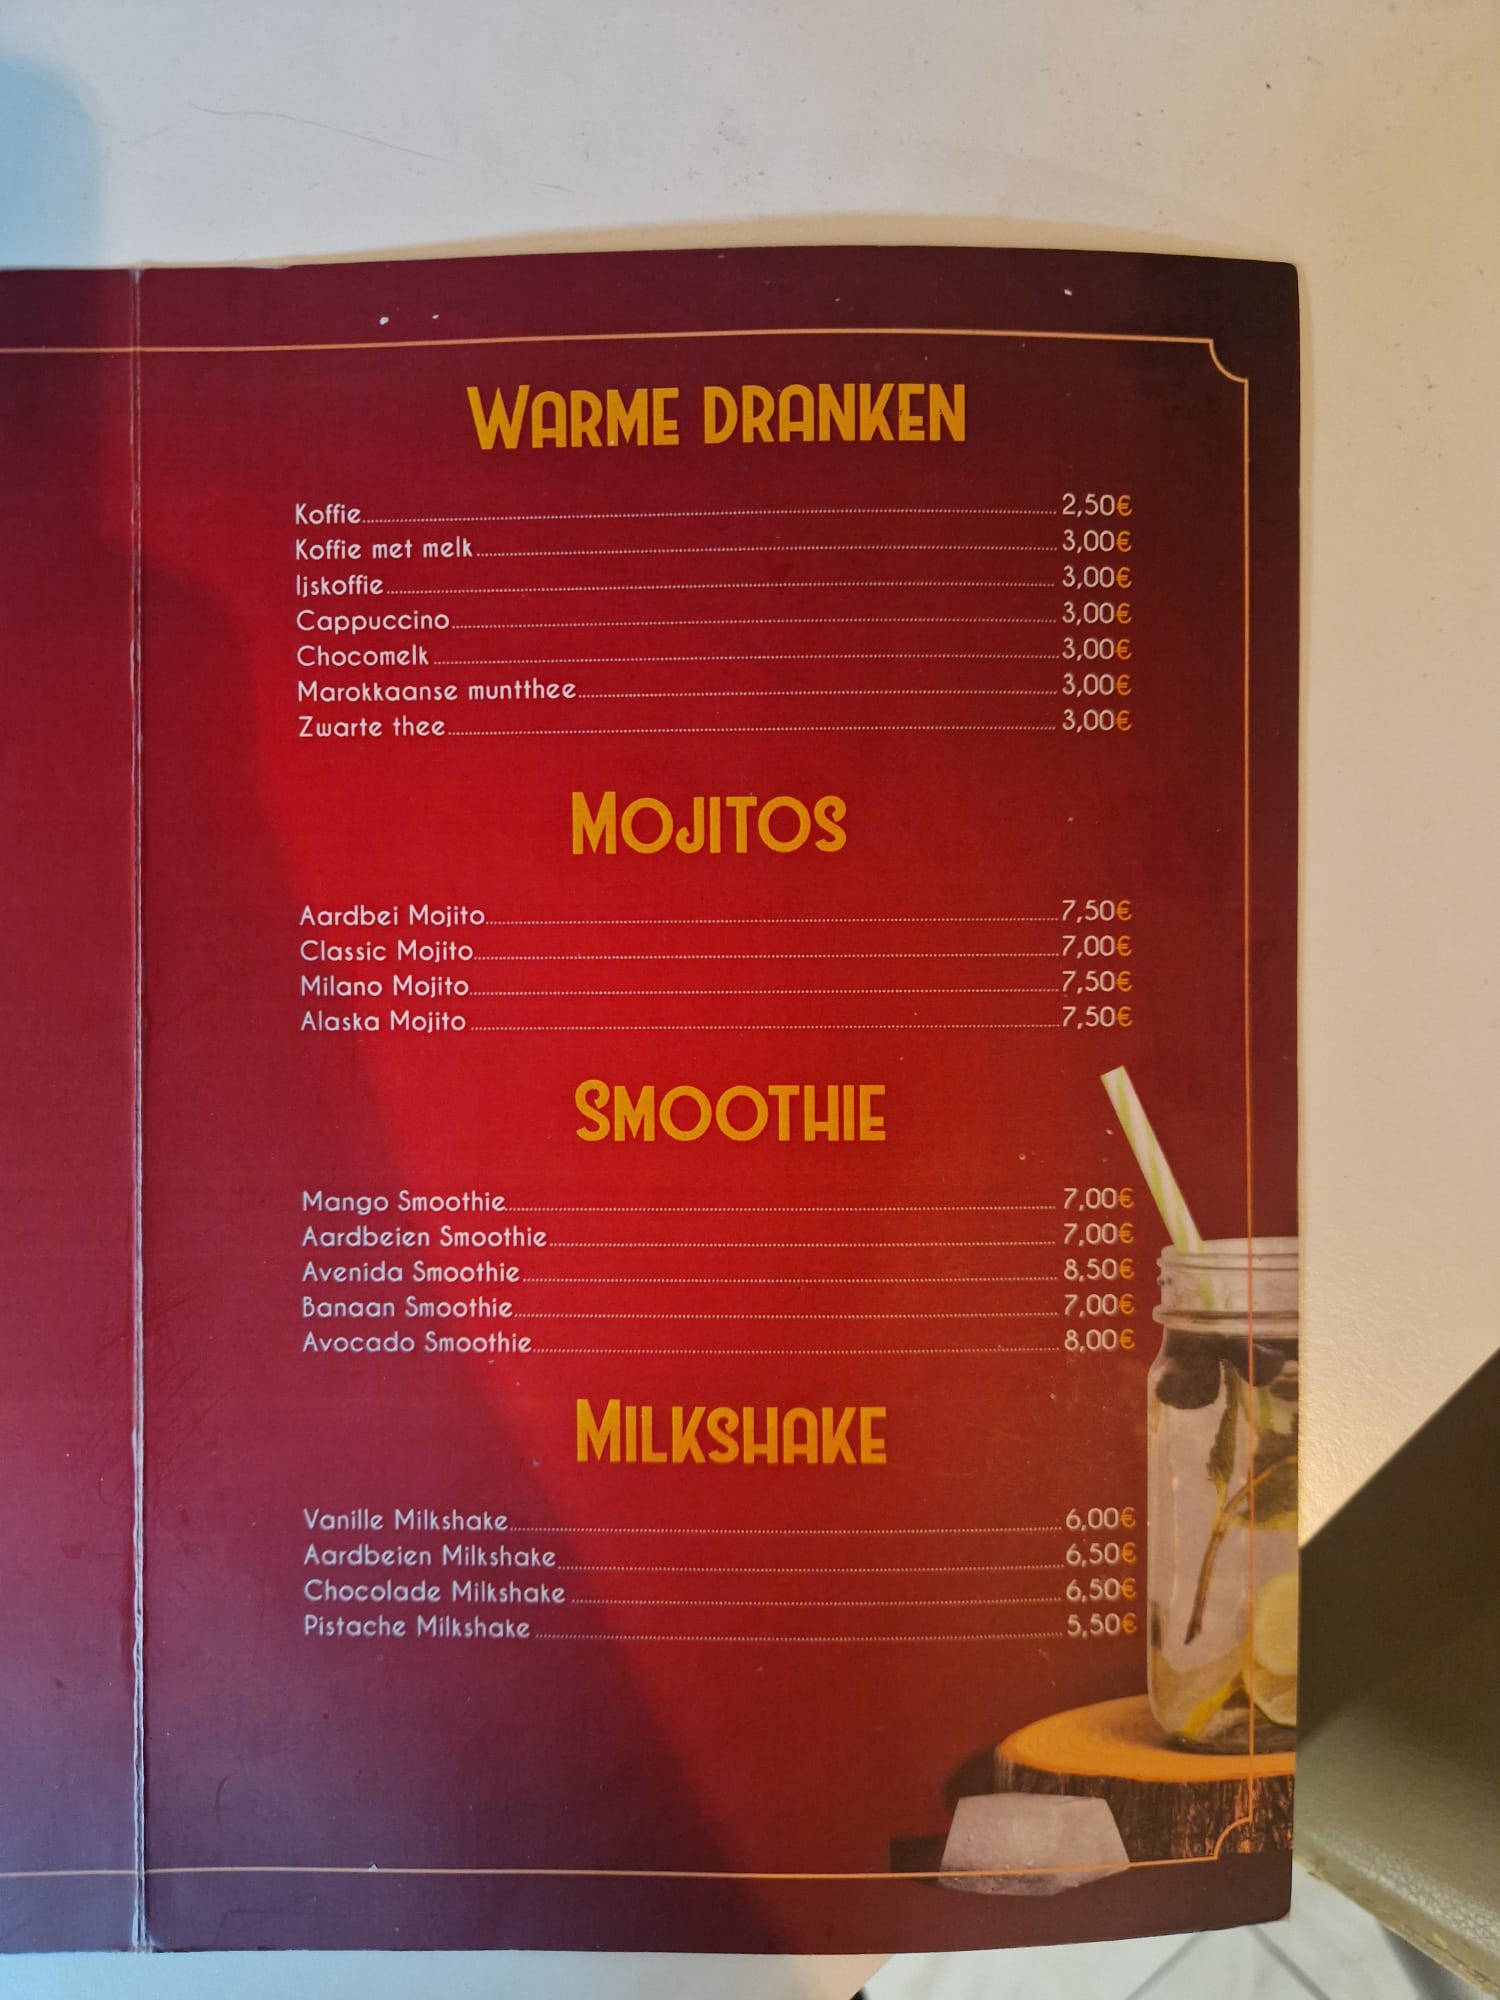 Warme dranken
Koffie 2,50€
Koffie met melk 3,00€
Ijskoffie 3,00€
Cappuccino 3,00€
Chocomelk 3,00€
Marokkaanse muntthee 3,00€
Zwarte thee 3,00€
Mojitos
Aardbei Mojito 7,50€
Classic Mojito 7,00€
Milano Mojito 7,50€
Alaska Mojito 7,50€
Smoothie
Mango Smoothie 7,00€
Aardbeien Smoothie 7,00€
Avenida Smoothie 8,50€
Banaan Smoothie 7,00€
Avocado Smoothie 8,00€
Milkshake
Vanille Milkshake 6,00€
Aardbeien Milkshake 6,50€
Chocolade Milkshake 6,50€
Pistache Milkshake 5,50€